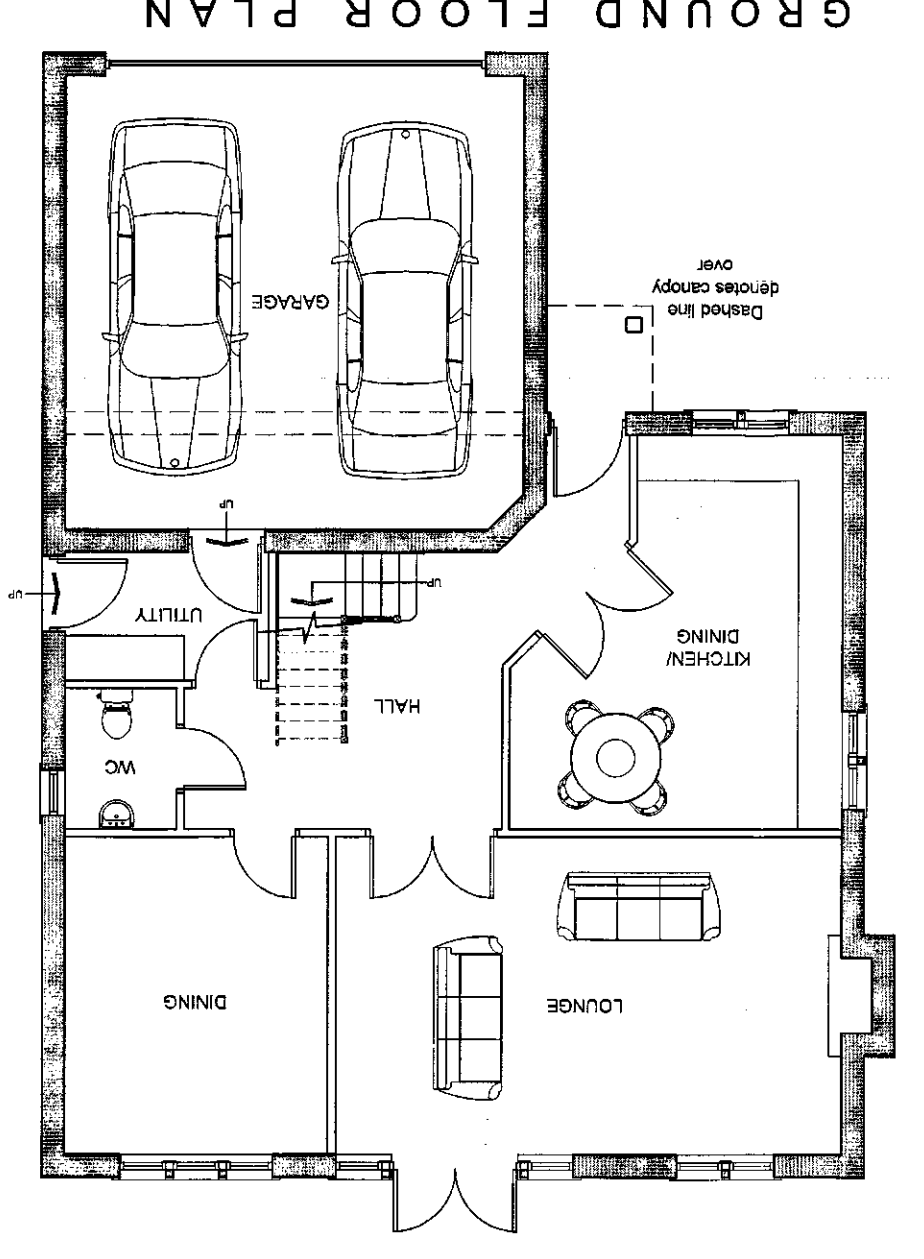 LOUNGE
DINING
WC
HALL
KITCHEN/
DINING
UTILITY
UP
UP
UP
GARAGE
Dashed line
denotes canopy
over
GROUND FLOOR PLAN